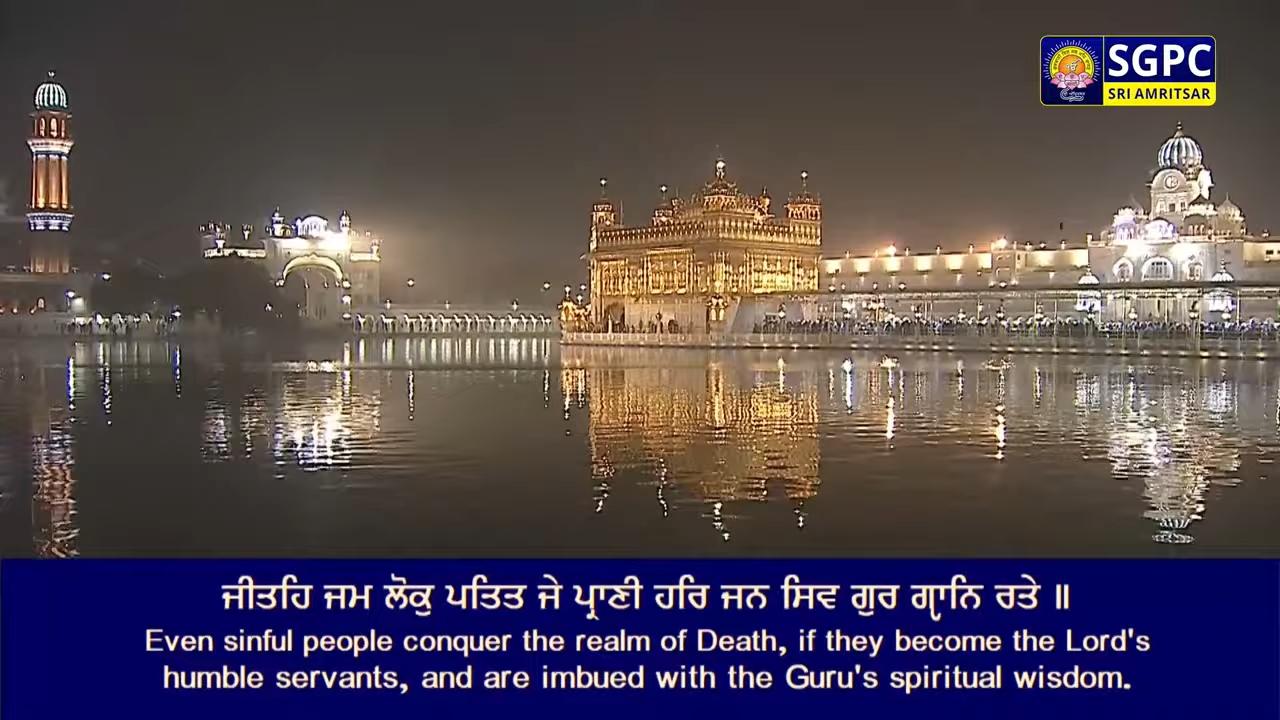 SGPC
SRI AMRITSAR
ਜੀਤਹਿ ਜਮ ਲੋਕੁ ਪਤਿਤ ਜੇ ਪ੍ਰਾਣੀ ਹਰਿ ਜਨ ਸਿਵ ਗੁਰ ਗੵਾਨਿ ਰਤੇ ॥
Even sinful people conquer the realm of Death, if they become the Lord's
humble servants, and are imbued with the Guru's spiritual wisdom.